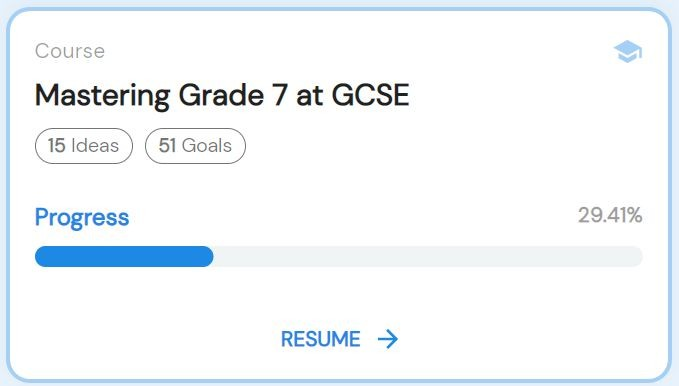 Course
Mastering Grade 7 at GCSE
15 Ideas 51 Goals
Progress 29.41%
RESUME